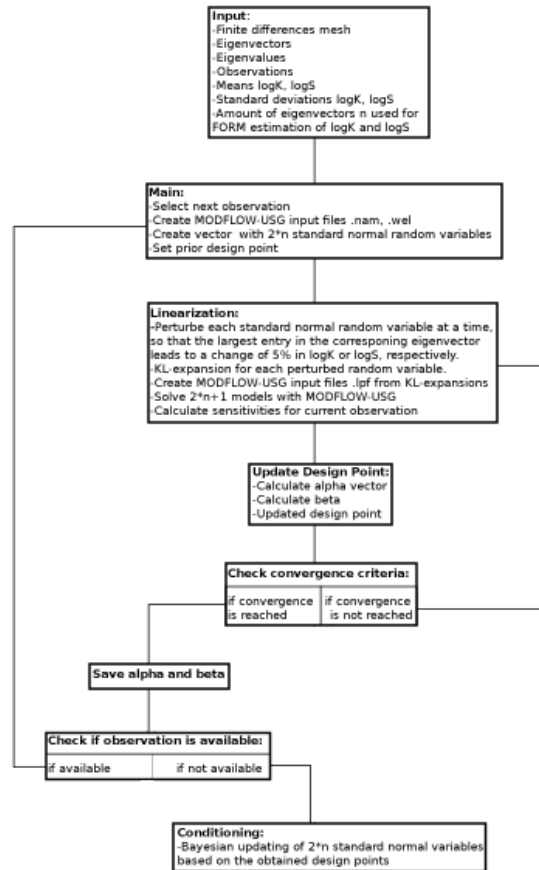 Input:
-Finite differences mesh
-Eigenvectors
-Eigenvalues
-Observations
-Means logK, logS
-Standard deviations logK, logS
-Amount of eigenvectors n used for
FORM estimation of logK and logS
Main:
-Select next observation
-Create MODFLOW-USG input files .nam, .wel
-Create vector with 2*n standard normal random variables
-Set prior design point
Linearization:
-Perturbe each standard normal random variable at a time,
so that the largest entry in the corresponing eigenvector
leads to a change of 5% in logK or logS, respectively.
-KL-expansion for each perturbed random variable.
-Create MODFLOW-USG input files .lpf from KL-expansions
-Solve 2*n+1 models with MODFLOW-USG
-Calculate sensitivities for current observation
Update Design Point:
-Calculate alpha vector
-Calculate beta
-Updated design point
Check convergence criteria:
if convergence
is reached
if convergence
is not reached
Save alpha and beta
Check if observation is available:
if available
if not available
Conditioning:
-Bayesian updating of 2*n standard normal variables
based on the obtained design points